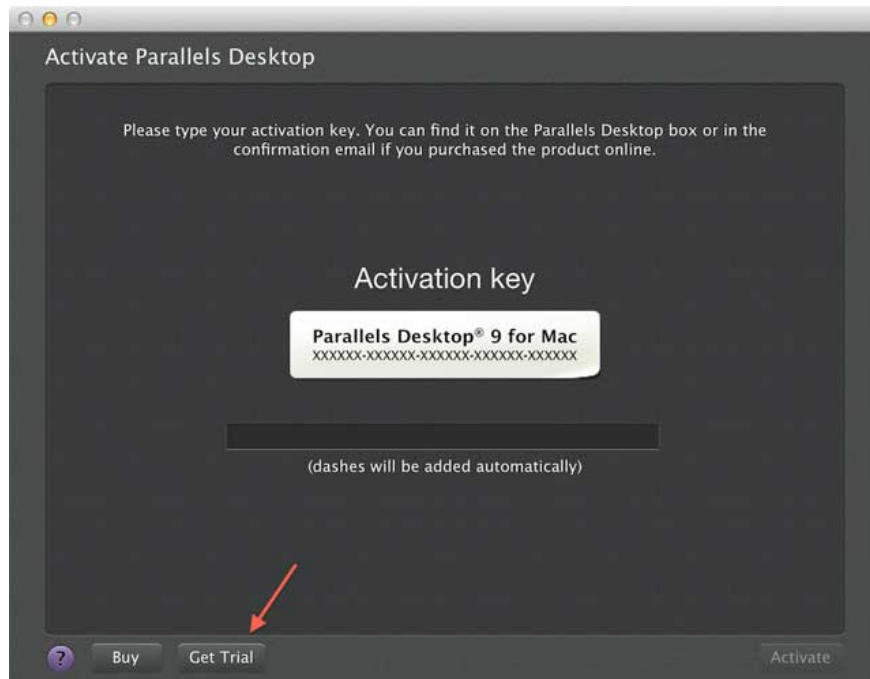 Activate Parallels Desktop
Please type your activation key. You can find it on the Parallels Desktop box or in the
confirmation email if you purchased the product online.
Activation key
Parallels Desktop® 9 for Mac
XXXXXX-XXXXXX-XXXXXX-XXXXXX-XXXXXX
(dashes will be added automatically)
? Buy Get Trial Activate